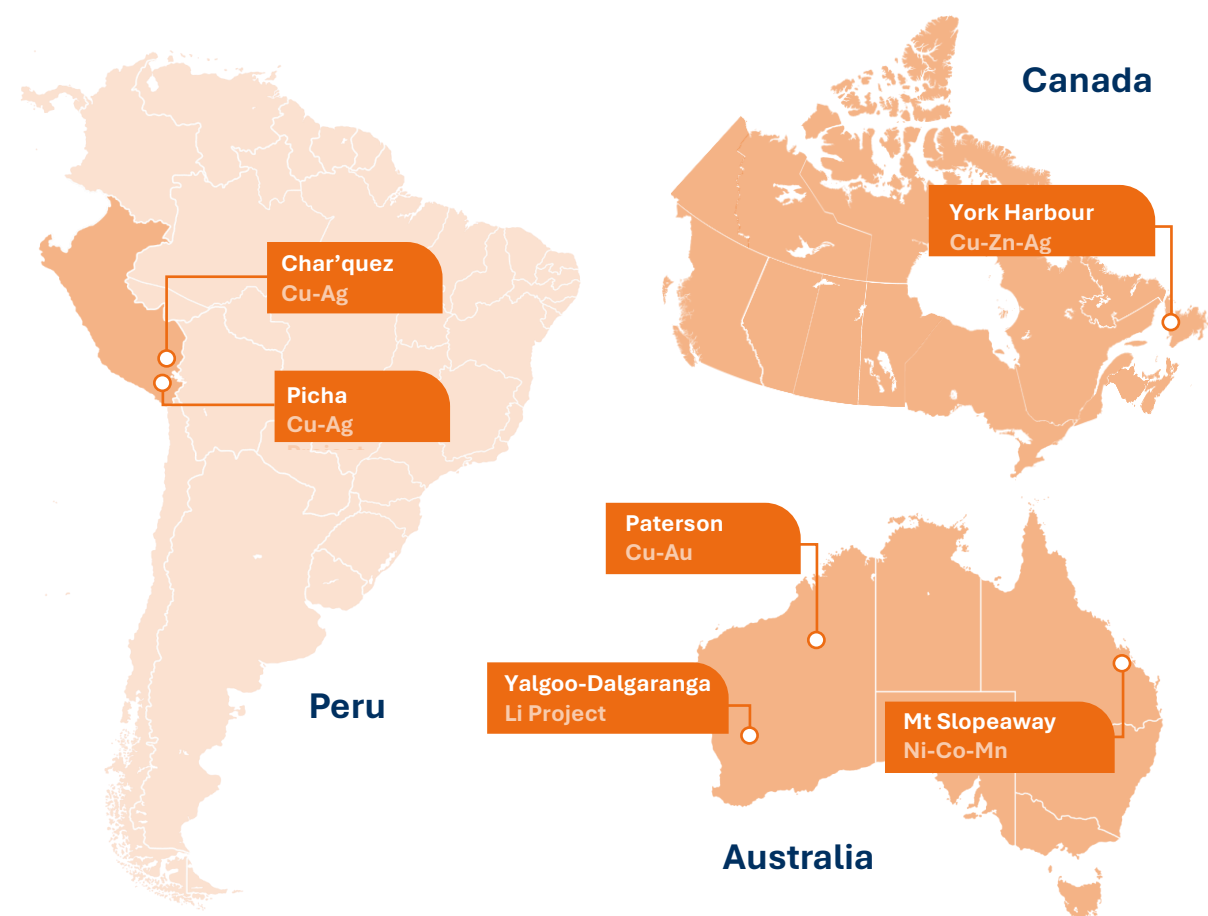 Canada
York Harbour
Cu-Zn-Ag
Char’quez
Cu-Ag
Picha
Cu-Ag
Paterson
Cu-Au
Yalgoo-Dalgaranga
Li Project
Mt Slopeaway
Ni-Co-Mn
Peru
Australia